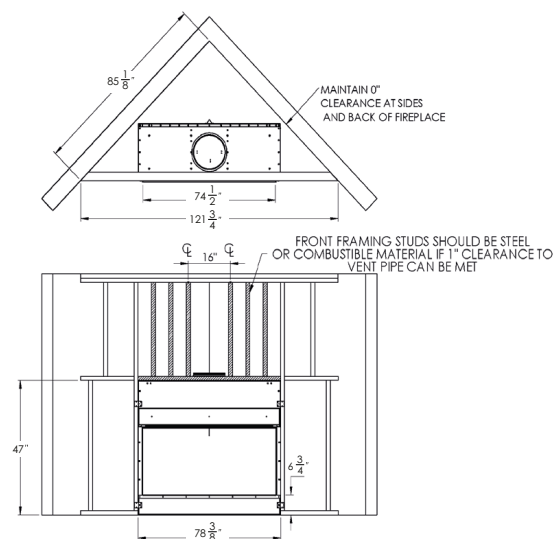 85 1/8"
MAINTAIN 0"
CLEARANCE AT SIDES
AND BACK OF FIREPLACE
74 1/2"
121 3/4"
FRONT FRAMING STUDS SHOULD BE STEEL
OR COMBUSTIBLE MATERIAL IF 1" CLEARANCE TO
VENT PIPE CAN BE MET
℄ 16" ℄
47"
6 3/4"
78 3/8"